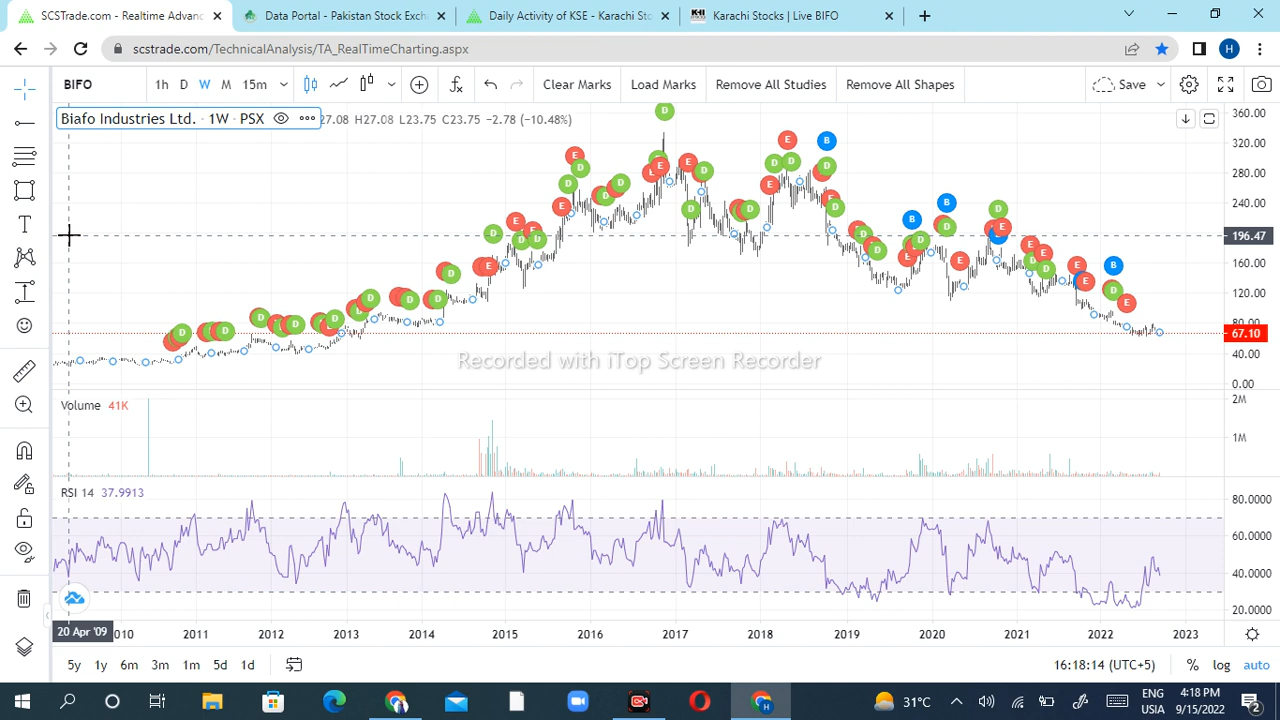 SCSTrade.com - Realtime Advanc
Data Portal - Pakistan Stock Exch
Daily Activity of KSE - Karachi St
Karachi Stocks | Live BIFO
scstrade.com/TechnicalAnalysis/TA_RealTimeCharting.aspx
H
BIFO
1h D W M 15m
Clear Marks
Load Marks
Remove All Studies
Remove All Shapes
Save
Biafo Industries Ltd. · 1W · PSX
27.08 H27.08 L23.75 C23.75 −2.78 (−10.48%)
360.00
320.00
280.00
240.00
196.47
160.00
120.00
80.00
67.10
40.00
0.00
Recorded with iTop Screen Recorder
Volume 41K
2M
1M
RSI 14 37.9913
80.0000
60.0000
40.0000
20.0000
20 Apr '09
2010 2011 2012 2013 2014 2015 2016 2017 2018 2019 2020 2021 2022 2023
5y 1y 6m 3m 1m 5d 1d
16:18:14 (UTC+5)
% log auto
31°C
ENG
USIA
4:18 PM
9/15/2022
2